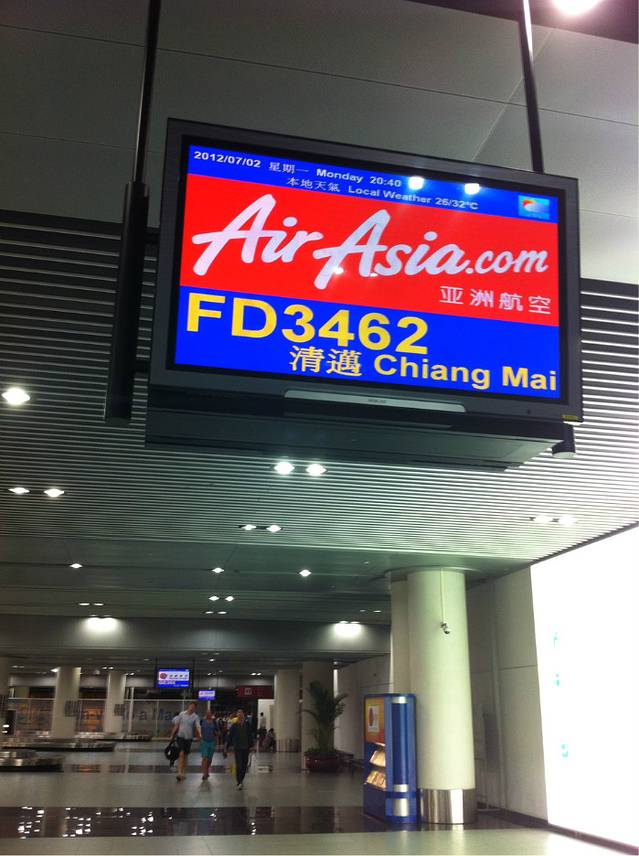 2012/07/02 星期一 Monday 20:40
本地天氣 Local Weather 26/32°C
AirAsia.com
亚洲航空
FD3462
清邁 Chiang Mai